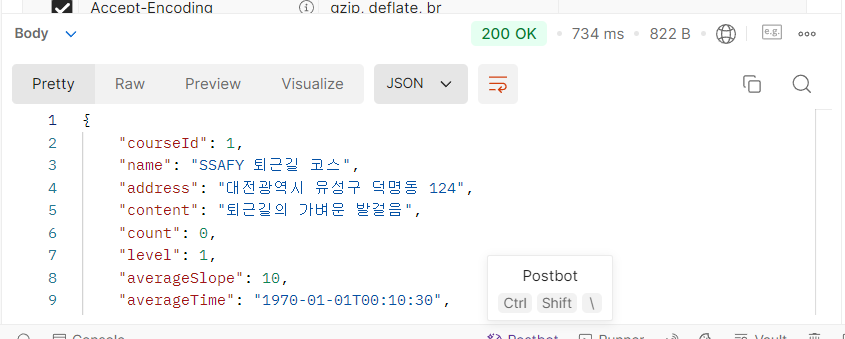 Accept-Encoding gzip, deflate, br
Body 200 OK 734 ms 822 B e.g.
Pretty Raw Preview Visualize JSON
1 {
2 "courseId": 1,
3 "name": "SSAFY 퇴근길 코스",
4 "address": "대전광역시 유성구 덕명동 124",
5 "content": "퇴근길의 가벼운 발걸음",
6 "count": 0,
7 "level": 1,
8 "averageSlope": 10,
9 "averageTime": "1970-01-01T00:10:30",
Postbot
Ctrl Shift \
Console Postbot Runner Vault